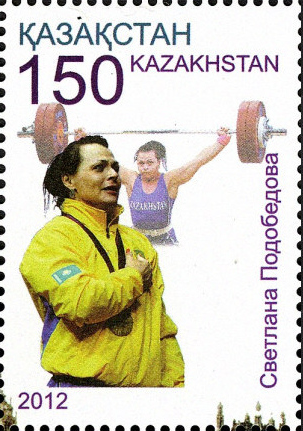 ҚАЗАҚСТАН
150 KAZAKHSTAN
KAZAKHSTAN
Светлана Подобедова
2012